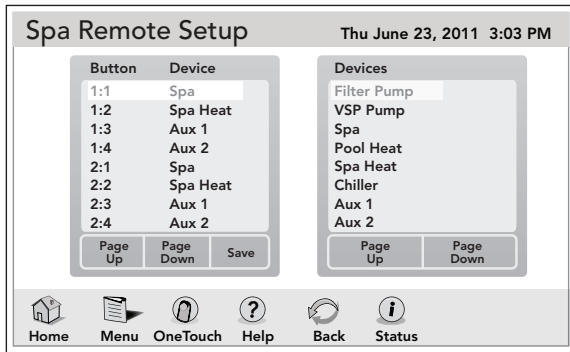 Spa Remote Setup
Thu June 23, 2011 3:03 PM
Button Device
1:1 Spa
1:2 Spa Heat
1:3 Aux 1
1:4 Aux 2
2:1 Spa
2:2 Spa Heat
2:3 Aux 1
2:4 Aux 2
Page Up
Page Down
Save
Devices
Filter Pump
VSP Pump
Spa
Pool Heat
Spa Heat
Chiller
Aux 1
Aux 2
Page Up
Page Down
Home
Menu
OneTouch
?
Help
Back
i
Status